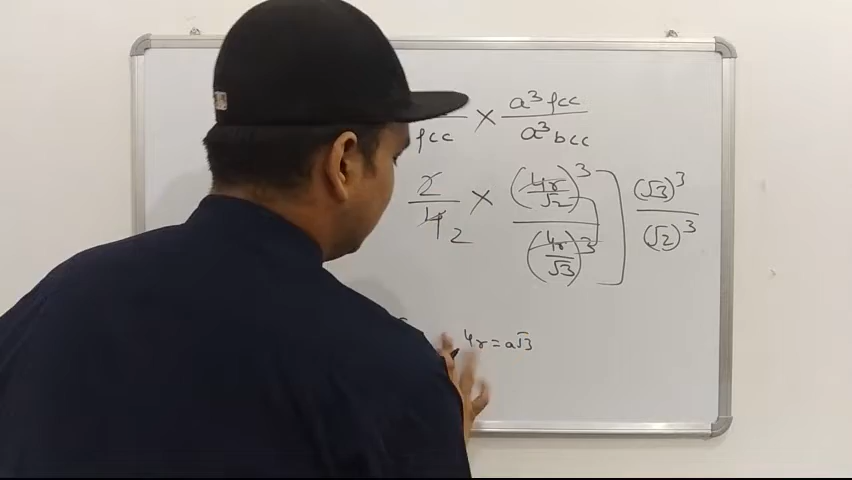 fcc × a³ fcc / a³ bcc
2 / 4 2 × (4r / √2)³ / (4r / √3)³ (√3)³ / (√2)³
4r = a√3